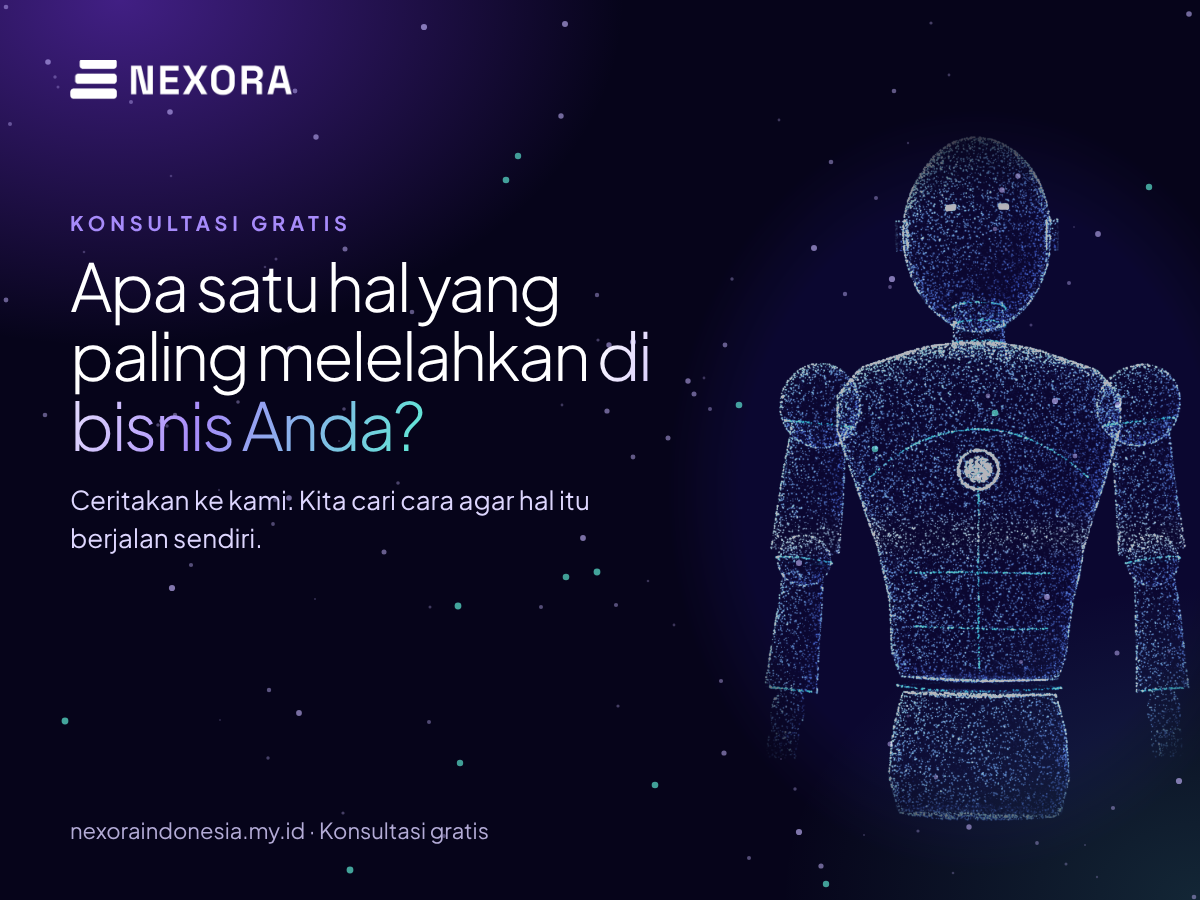 NEXORA
KONSULTASI GRATIS
Apa satu hal yang
paling melelahkan di
bisnis Anda?
Ceritakan ke kami. Kita cari cara agar hal itu
berjalan sendiri.
nexoraindonesia.my.id · Konsultasi gratis